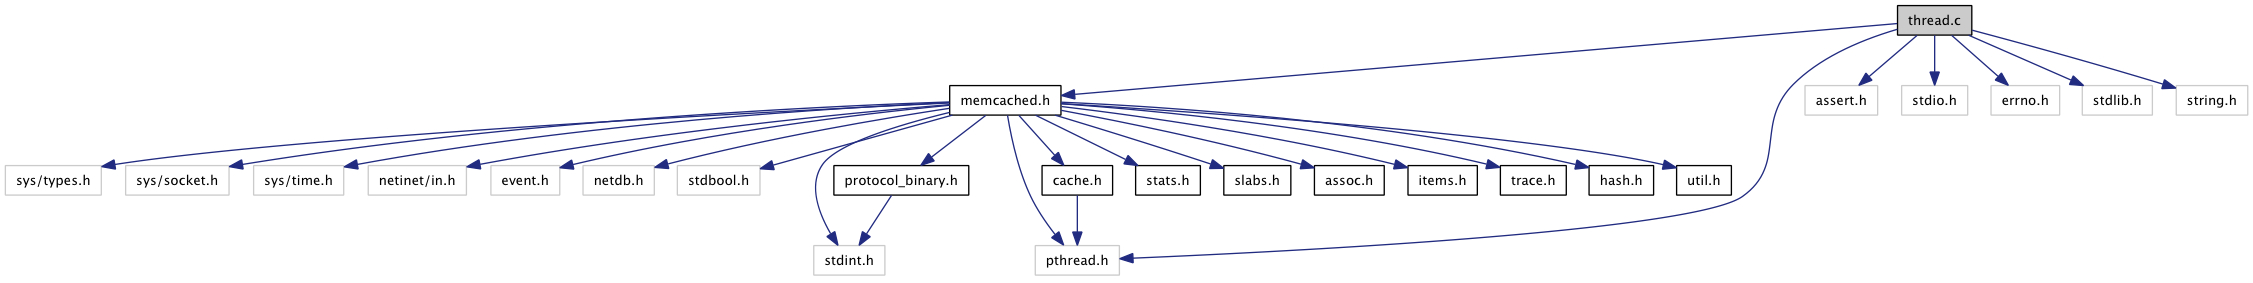 thread.c
memcached.h
assert.h
stdio.h
errno.h
stdlib.h
string.h
sys/types.h
sys/socket.h
sys/time.h
netinet/in.h
event.h
netdb.h
stdbool.h
protocol_binary.h
cache.h
stats.h
slabs.h
assoc.h
items.h
trace.h
hash.h
util.h
stdint.h
pthread.h